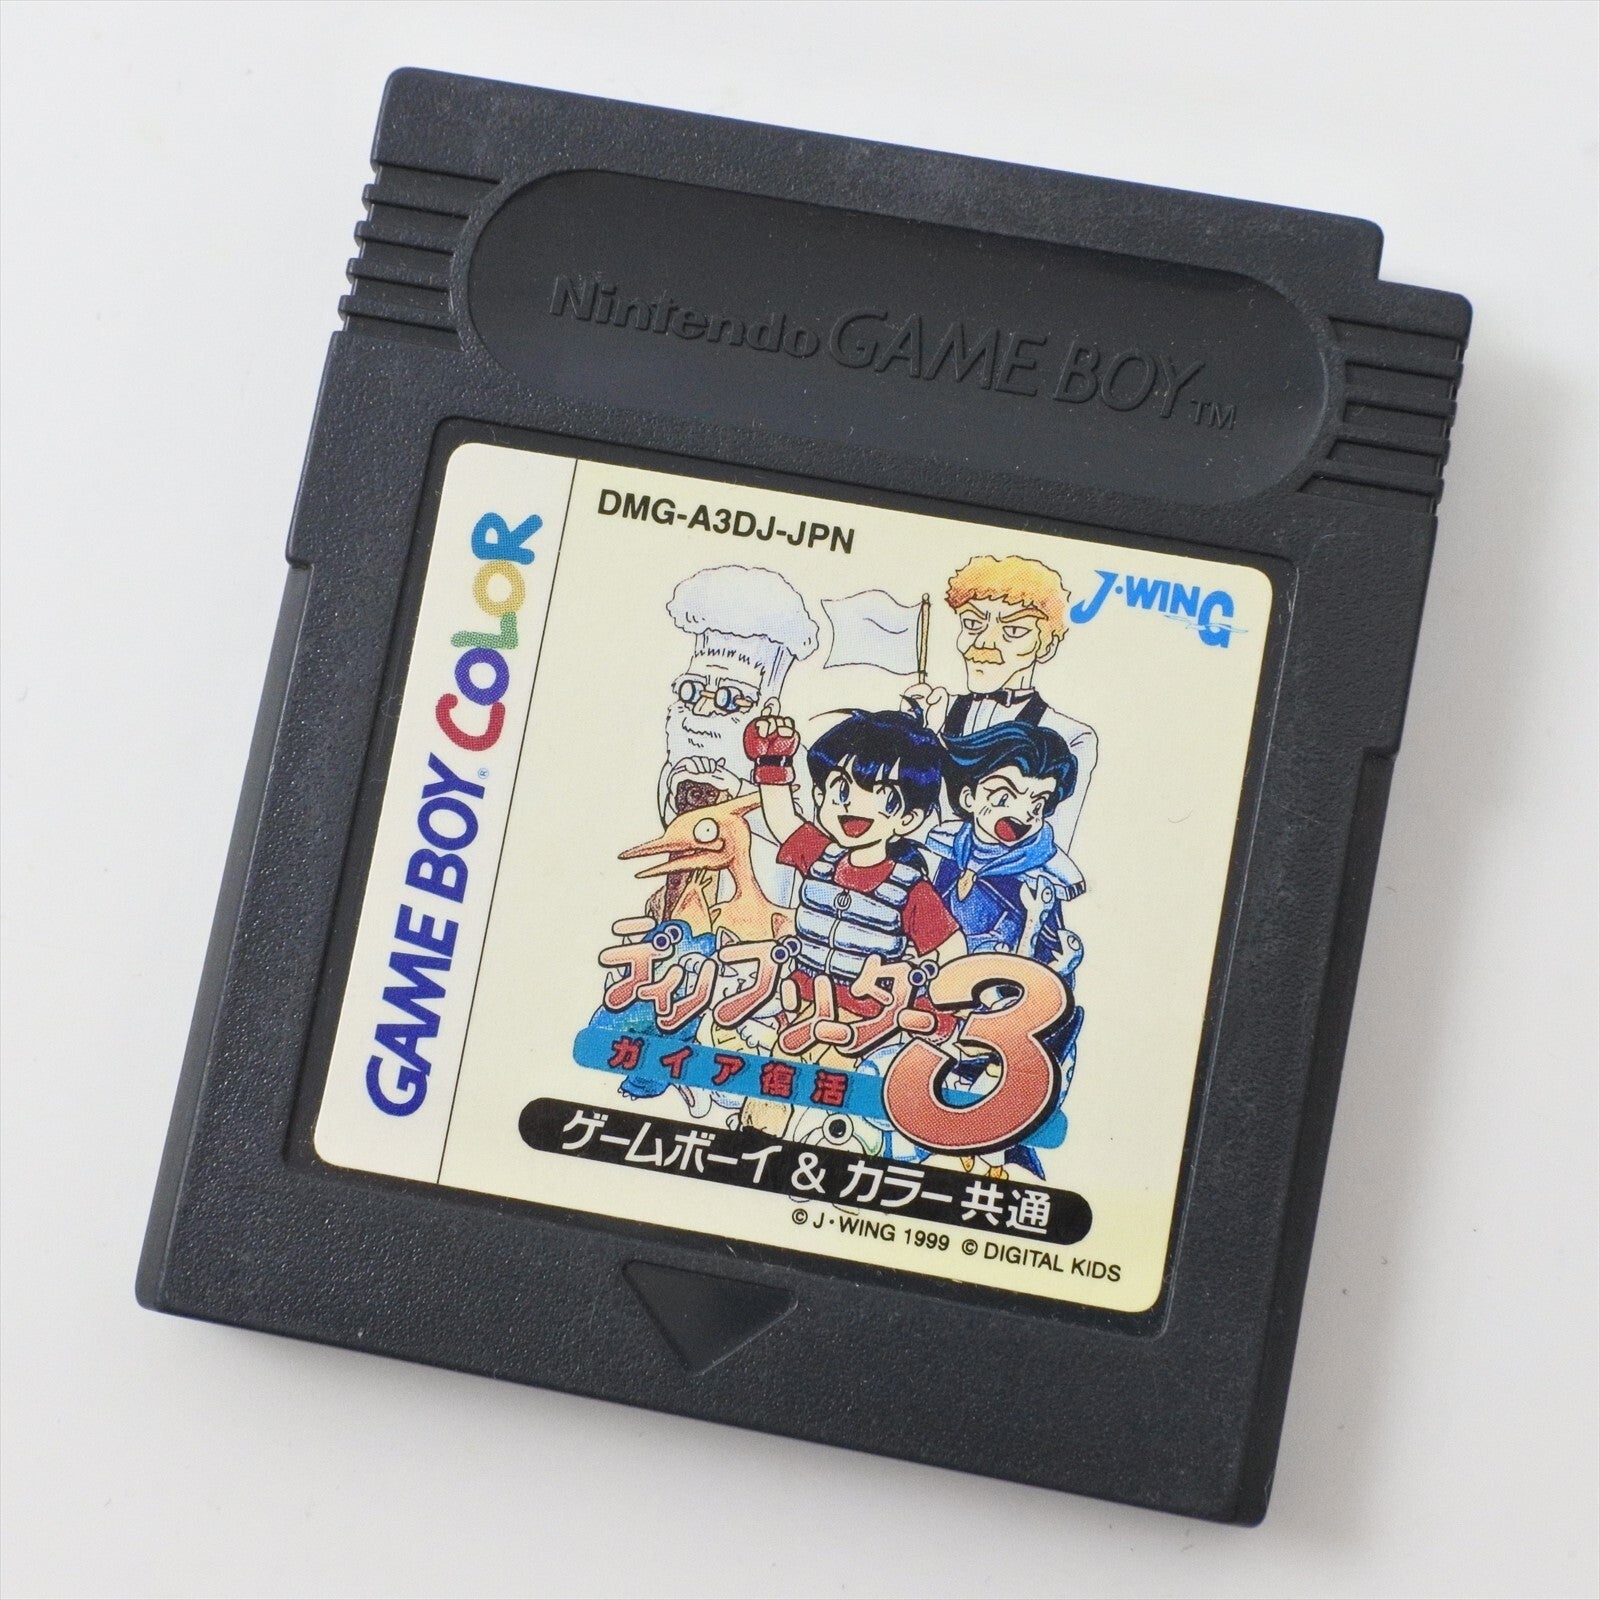 Nintendo GAME BOY™
GAME BOY® COLOR
DMG-A3DJ-JPN
J・WING
ディノブリーダー3
ガイア復活
ゲームボーイ & カラー共通
© J・WING 1999 © DIGITAL KIDS